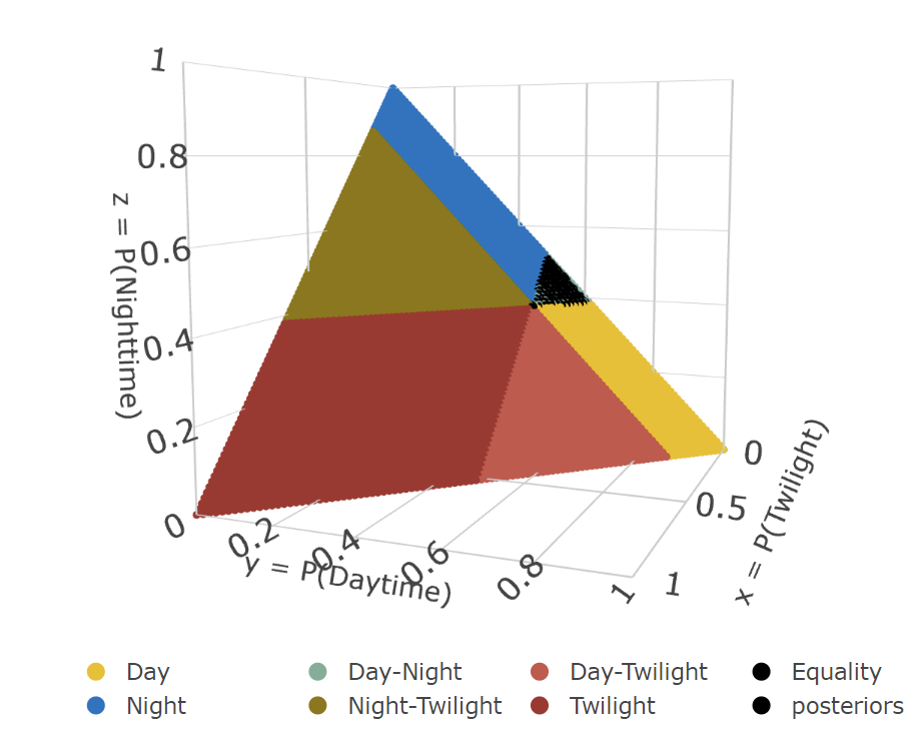 1
0.8
0.6
0.4
0.2
0
z = P(Nighttime)
0.2
0.4
0.6
0.8
1
y = P(Daytime)
0
0.5
1
x = P(Twilight)
Day
Day-Night
Day-Twilight
Equality
Night
Night-Twilight
Twilight
posteriors